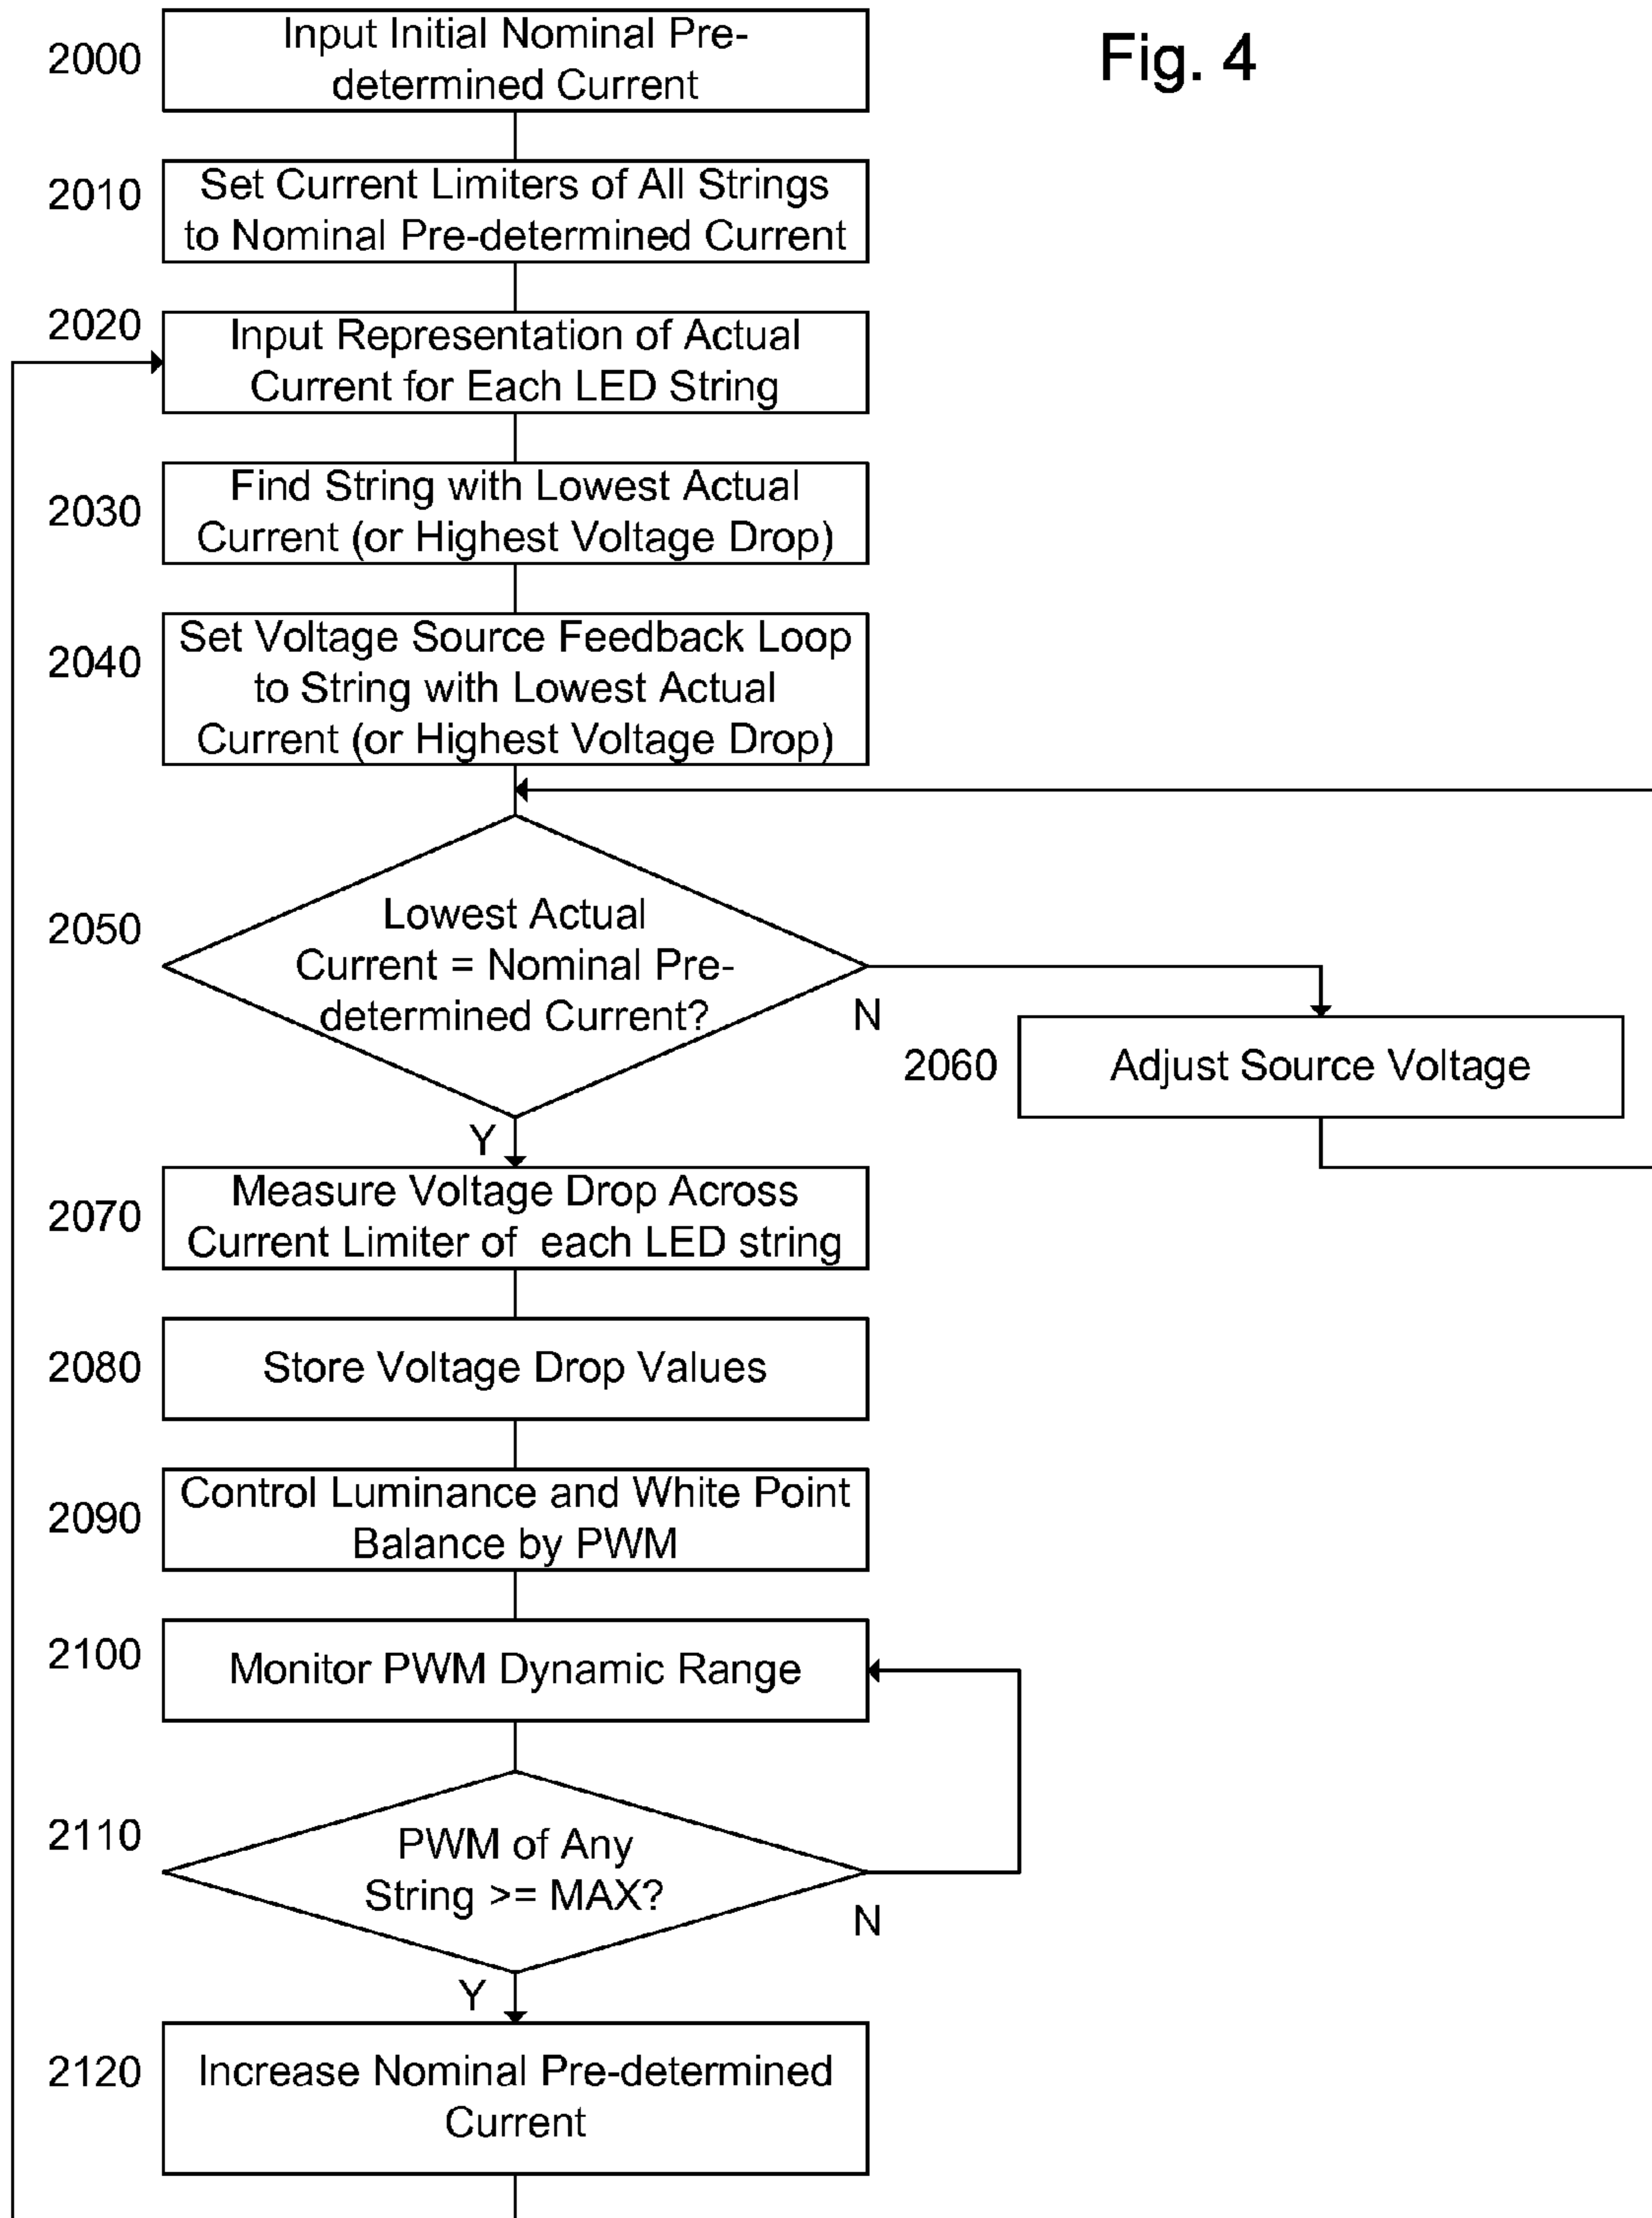 Fig. 4
2000
Input Initial Nominal Pre-
determined Current
2010
Set Current Limiters of All Strings
to Nominal Pre-determined Current
2020
Input Representation of Actual
Current for Each LED String
2030
Find String with Lowest Actual
Current (or Highest Voltage Drop)
2040
Set Voltage Source Feedback Loop
to String with Lowest Actual
Current (or Highest Voltage Drop)
2050
Lowest Actual
Current = Nominal Pre-
determined Current?
N
2060
Adjust Source Voltage
Y
2070
Measure Voltage Drop Across
Current Limiter of each LED string
2080
Store Voltage Drop Values
2090
Control Luminance and White Point
Balance by PWM
2100
Monitor PWM Dynamic Range
2110
PWM of Any
String >= MAX?
N
Y
2120
Increase Nominal Pre-determined
Current